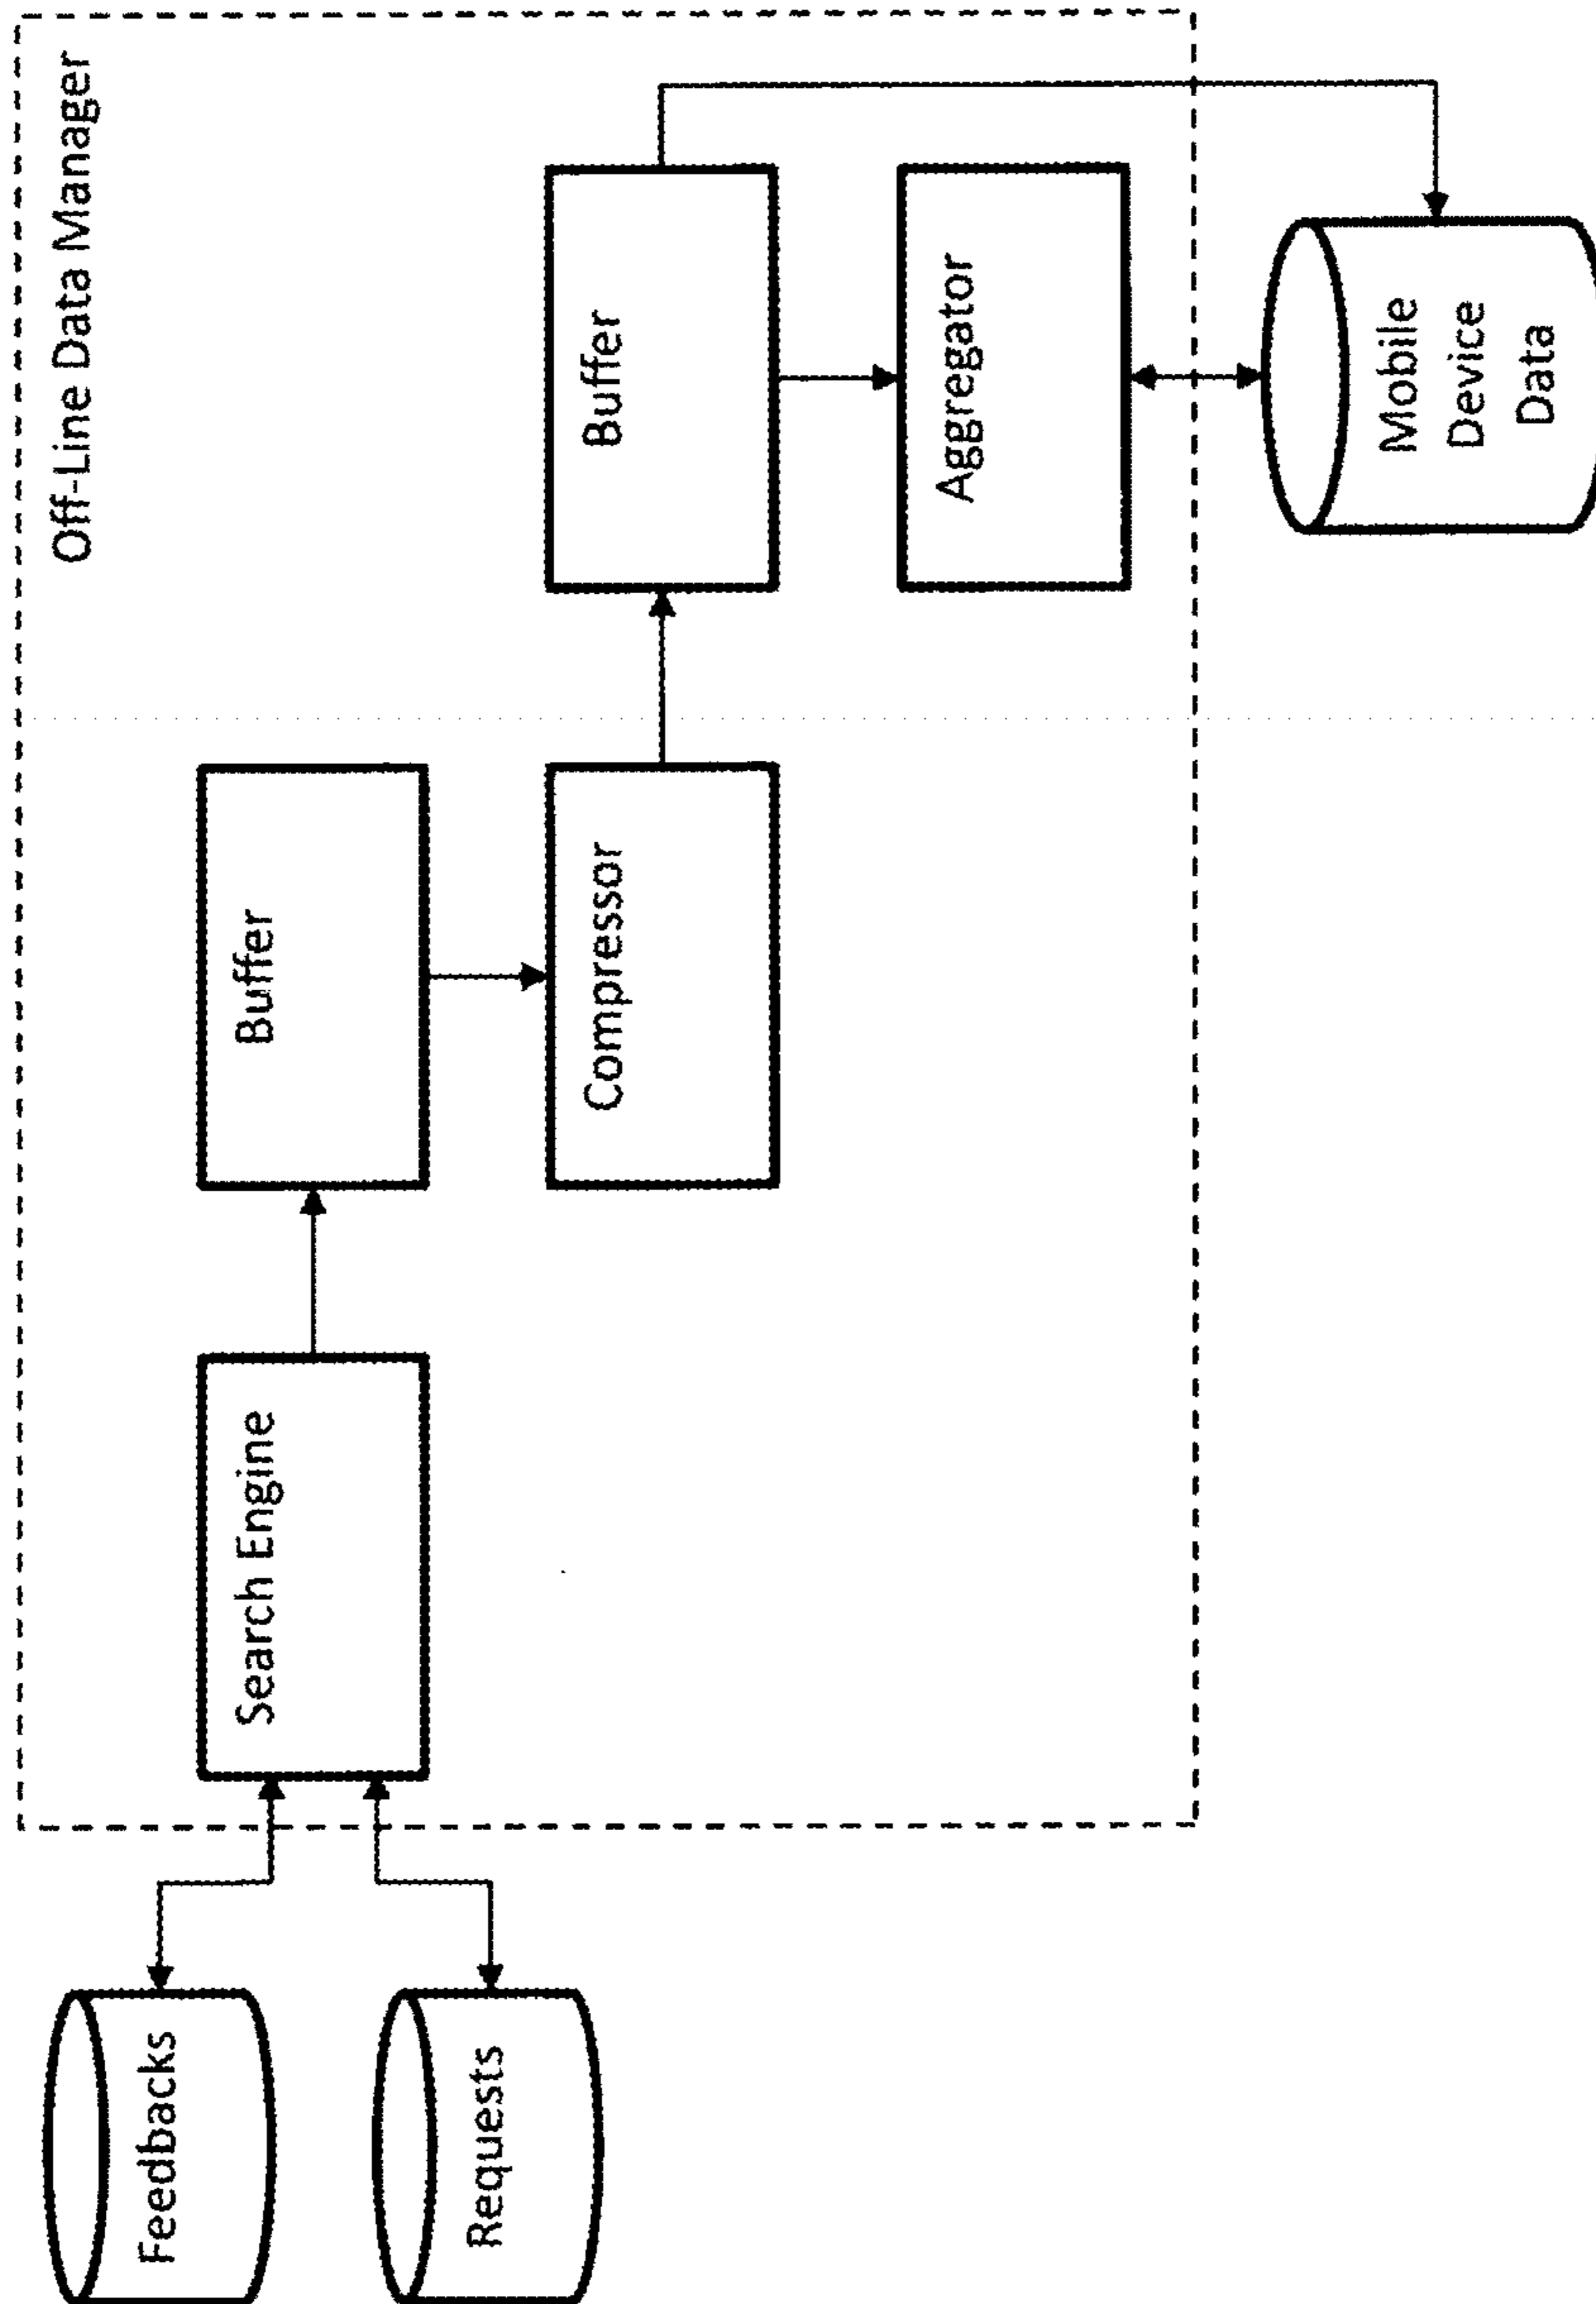 Off-Line Data Manager
Feedbacks
Requests
Search Engine
Buffer
Compressor
Buffer
Aggregator
Mobile
Device
Data